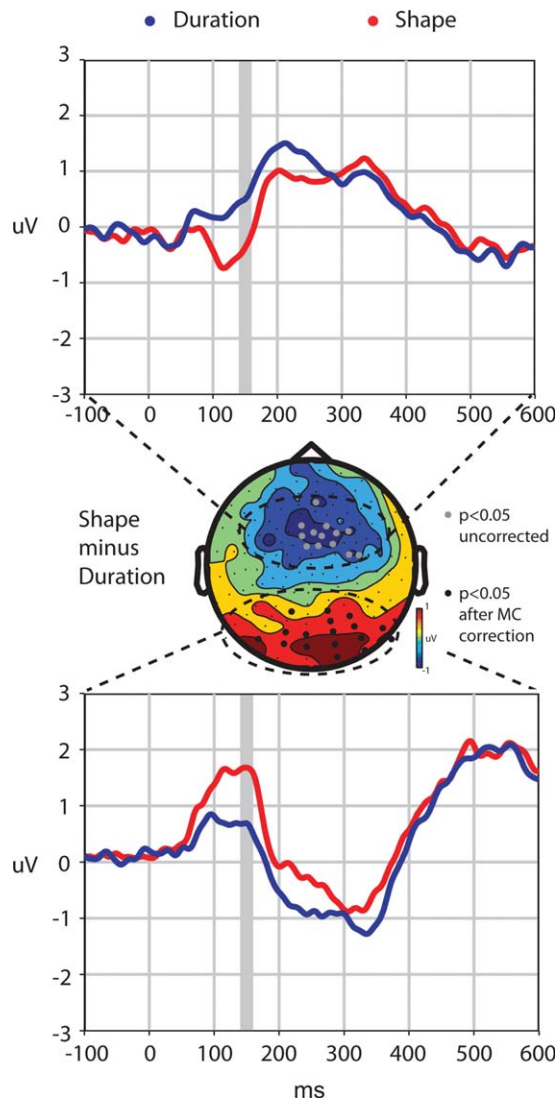 Duration Shape
3
2
1
uV 0
-1
-2
-3
-100 0 100 200 300 400 500 600
Shape
minus
Duration
p<0.05
uncorrected
p<0.05
after MC
correction
1
uV
-1
3
2
1
uV 0
-1
-2
-3
-100 0 100 200 300 400 500 600
ms